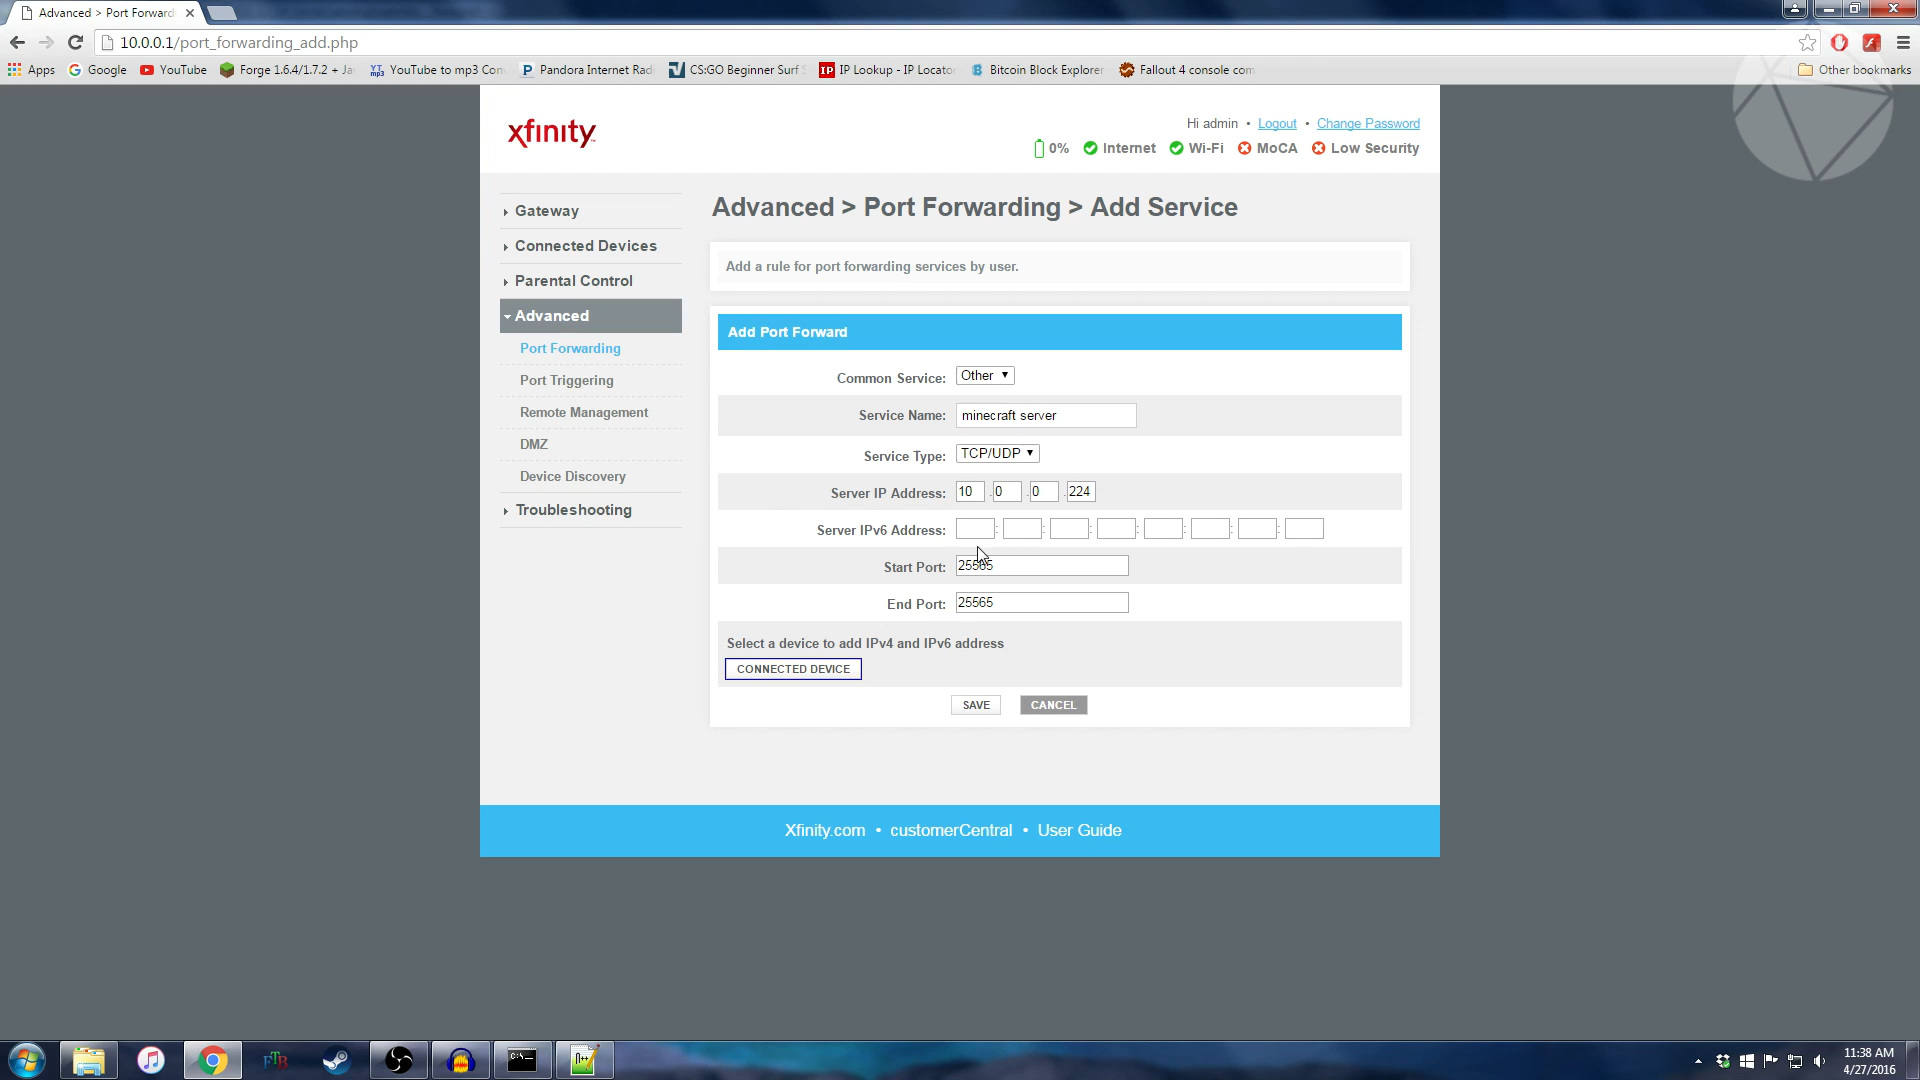 Advanced > Port Forward
10.0.0.1/port_forwarding_add.php
Apps Google YouTube Forge 1.6.4/1.7.2 + Ja YouTube to mp3 Con Pandora Internet Radi CS:GO Beginner Surf S IP Lookup - IP Locator Bitcoin Block Explorer Fallout 4 console com Other bookmarks
xfinity
Hi admin • Logout • Change Password
0% Internet Wi-Fi MoCA Low Security
Gateway
Connected Devices
Parental Control
Advanced
Port Forwarding
Port Triggering
Remote Management
DMZ
Device Discovery
Troubleshooting
Advanced > Port Forwarding > Add Service
Add a rule for port forwarding services by user.
Add Port Forward
Common Service: Other
Service Name: minecraft server
Service Type: TCP/UDP
Server IP Address: 10 . 0 . 0 . 224
Server IPv6 Address: : : : : : : :
Start Port: 25565
End Port: 25565
Select a device to add IPv4 and IPv6 address
CONNECTED DEVICE
SAVE CANCEL
Xfinity.com • customerCentral • User Guide
FTB
C:\_
n++
11:38 AM
4/27/2016